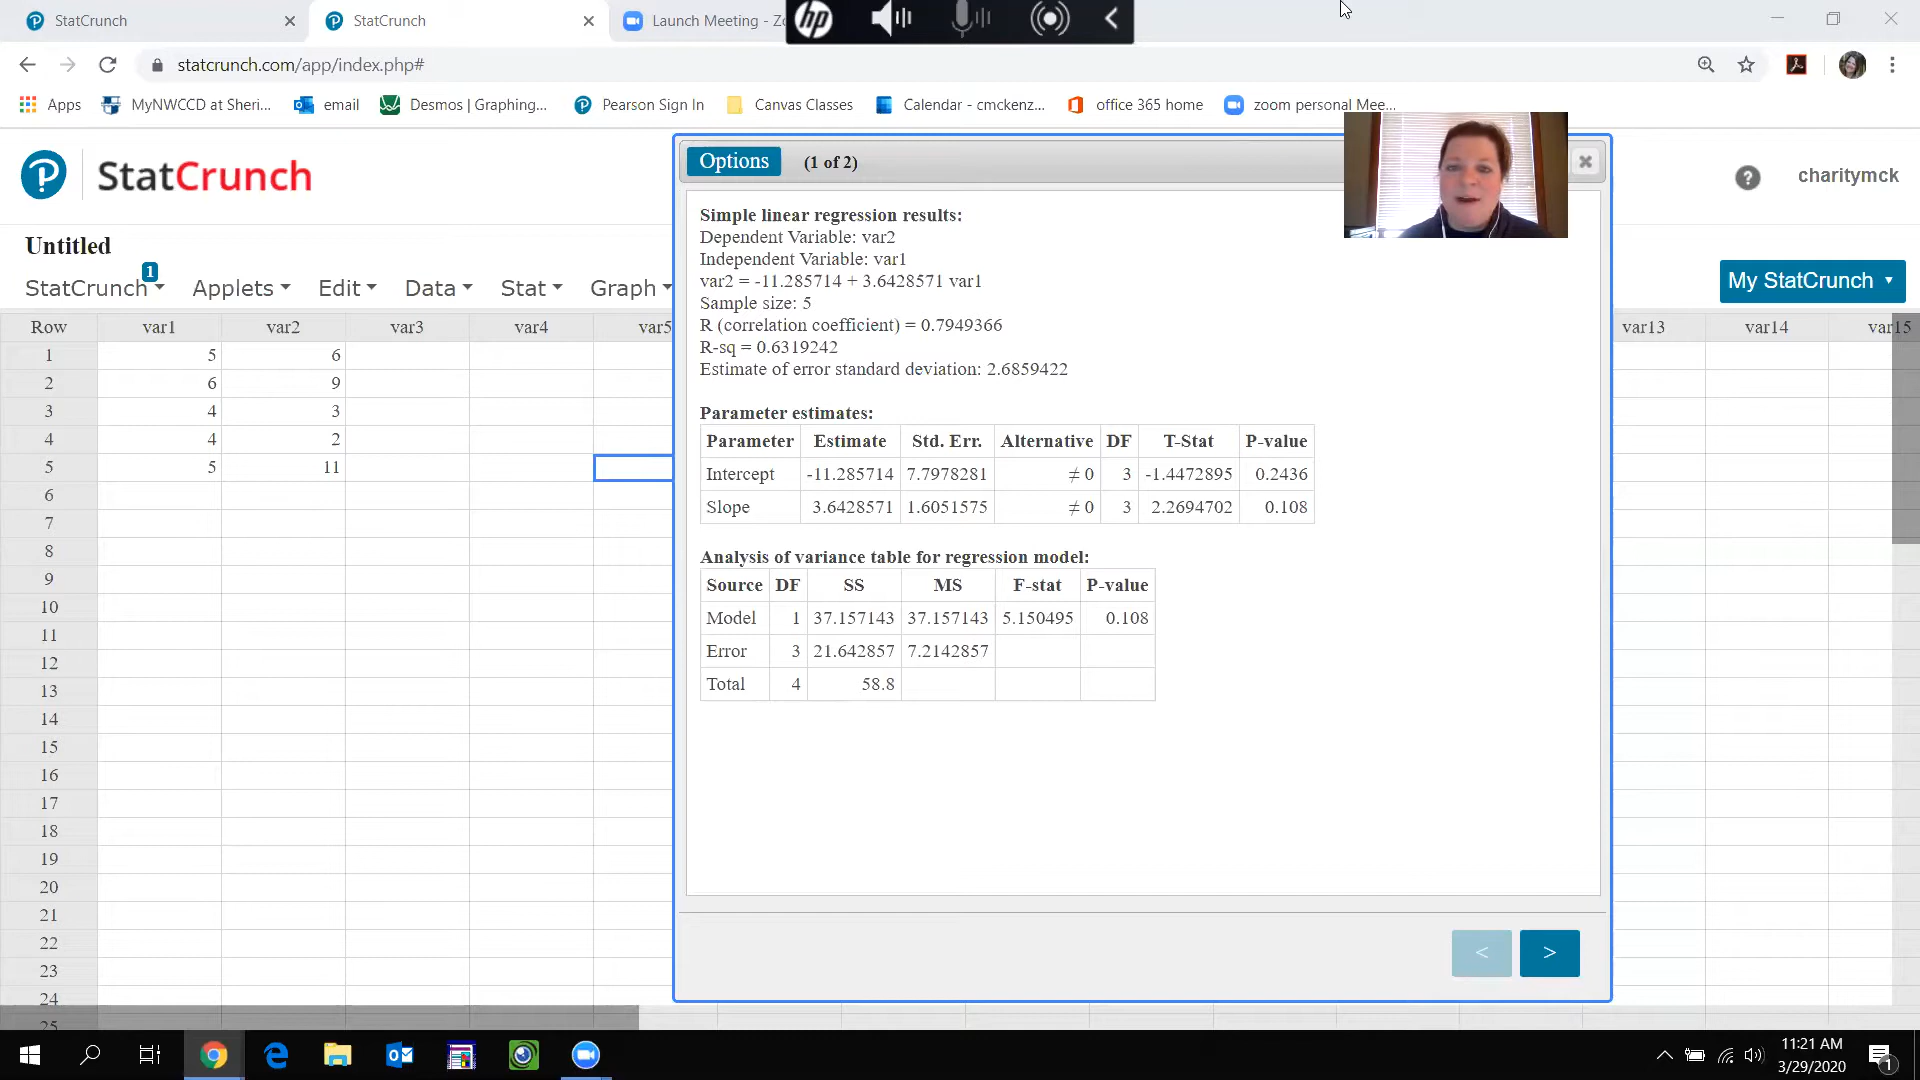 StatCrunch
StatCrunch
Launch Meeting - Zo
hp
statcrunch.com/app/index.php#
Apps
MyNWCCD at Sheri...
email
Desmos | Graphing...
Pearson Sign In
Canvas Classes
Calendar - cmckenz...
office 365 home
zoom personal Mee...
StatCrunch
Options (1 of 2)
charitymck
Untitled
StatCrunch 1 Applets Edit Data Stat Graph
My StatCrunch
Row var1 var2 var3 var4 var5 var13 var14 var15
1 5 6
2 6 9
3 4 3
4 4 2
5 5 11
6
7
8
9
10
11
12
13
14
15
16
17
18
19
20
21
22
23
24
25
Simple linear regression results:
Dependent Variable: var2
Independent Variable: var1
var2 = -11.285714 + 3.6428571 var1
Sample size: 5
R (correlation coefficient) = 0.7949366
R-sq = 0.6319242
Estimate of error standard deviation: 2.6859422
Parameter estimates:
Parameter Estimate Std. Err. Alternative DF T-Stat P-value
Intercept -11.285714 7.7978281 ≠ 0 3 -1.4472895 0.2436
Slope 3.6428571 1.6051575 ≠ 0 3 2.2694702 0.108
Analysis of variance table for regression model:
Source DF SS MS F-stat P-value
Model 1 37.157143 37.157143 5.150495 0.108
Error 3 21.642857 7.2142857
Total 4 58.8
< >
11:21 AM
3/29/2020
1